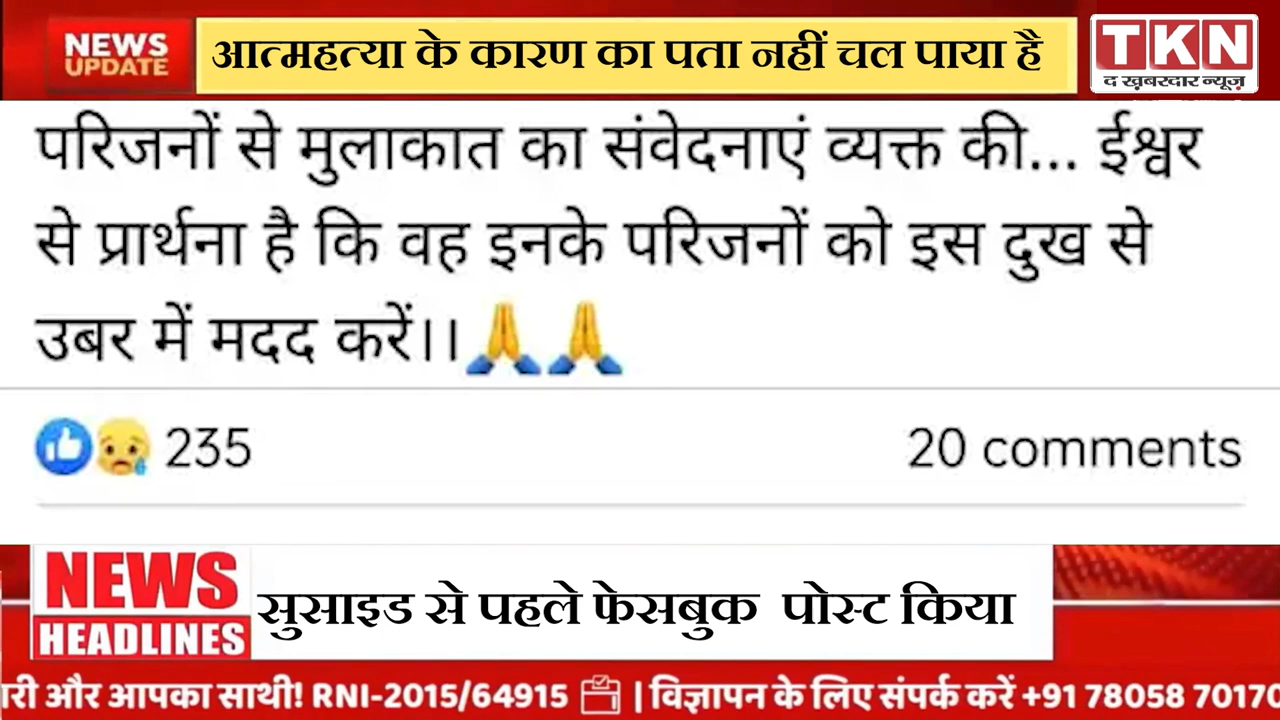 NEWS
UPDATE
आत्महत्या के कारण का पता नहीं चल पाया है
TKN
द ख़बरदार न्यूज़
परिजनों से मुलाकात का संवेदनाएं व्यक्त की... ईश्वर
से प्रार्थना है कि वह इनके परिजनों को इस दुख से
उबर में मदद करें।।🙏🙏
235
20 comments
NEWS
HEADLINES
सुसाइड से पहले फेसबुक पोस्ट किया
री और आपका साथी! RNI-2015/64915 | विज्ञापन के लिए संपर्क करें +91 78058 70170